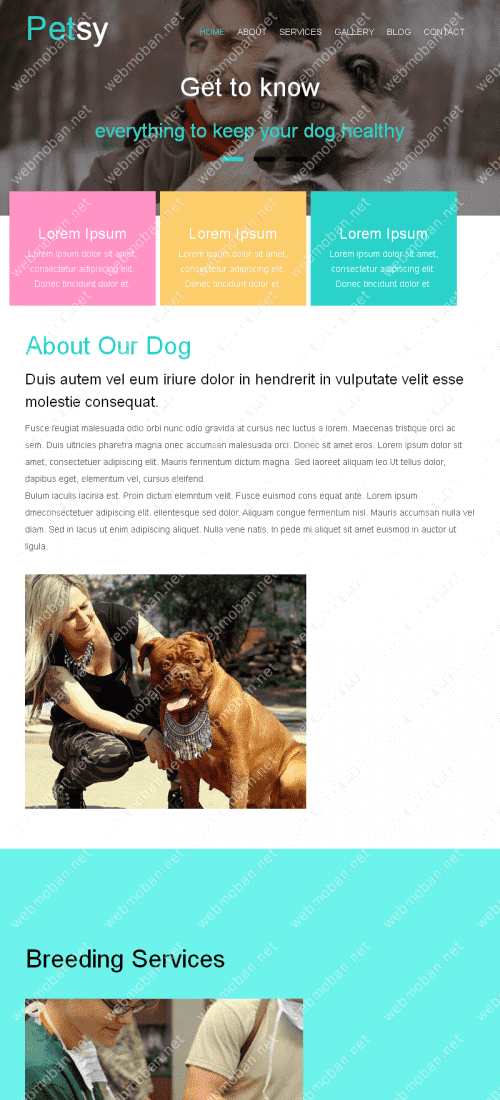 Petsy
HOME ABOUT SERVICES GALLERY BLOG CONTACT
Get to know
everything to keep your dog healthy
Lorem Ipsum
Lorem ipsum dolor sit amet,
consectetur adipiscing elit.
Donec tincidunt dolor et
Lorem Ipsum
Lorem ipsum dolor sit amet,
consectetur adipiscing elit.
Donec tincidunt dolor et
Lorem Ipsum
Lorem ipsum dolor sit amet,
consectetur adipiscing elit.
Donec tincidunt dolor et
About Our Dog
Duis autem vel eum iriure dolor in hendrerit in vulputate velit esse
molestie consequat.
Fusce feugiat malesuada odio orbi nunc odio gravida at cursus nec luctus a lorem. Maecenas tristique orci ac
sem. Duis ultricies pharetra magna onec accumsan malesuada orci. Donec sit amet eros. Lorem ipsum dolor sit
amet, consectetuer adipiscing elit. Mauris fermentum dictum magna. Sed laoreet aliquam leo.Ut tellus dolor,
dapibus eget, elementum vel, cursus eleifend.
Bulum iaculis lacinia est. Proin dictum elemntum velit. Fusce euismod cons equat ante. Lorem ipsum
dmeconsectetuer adipiscing elit. ellentesque sed dolor. Aliquam congue fermentum nisl. Mauris accumsan nulla vel
diam. Sed in lacus ut enim adipiscing aliquet. Nulla vene natis. In pede mi aliquet sit amet euismod in auctor ut
ligula.
Breeding Services
webmoban.net